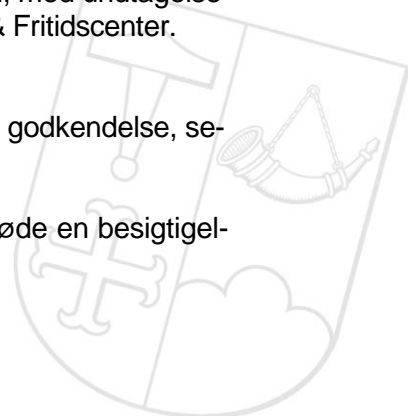 , med undtagelse
& Fritidscenter.
godkendelse, se-
øde en besigtigel-